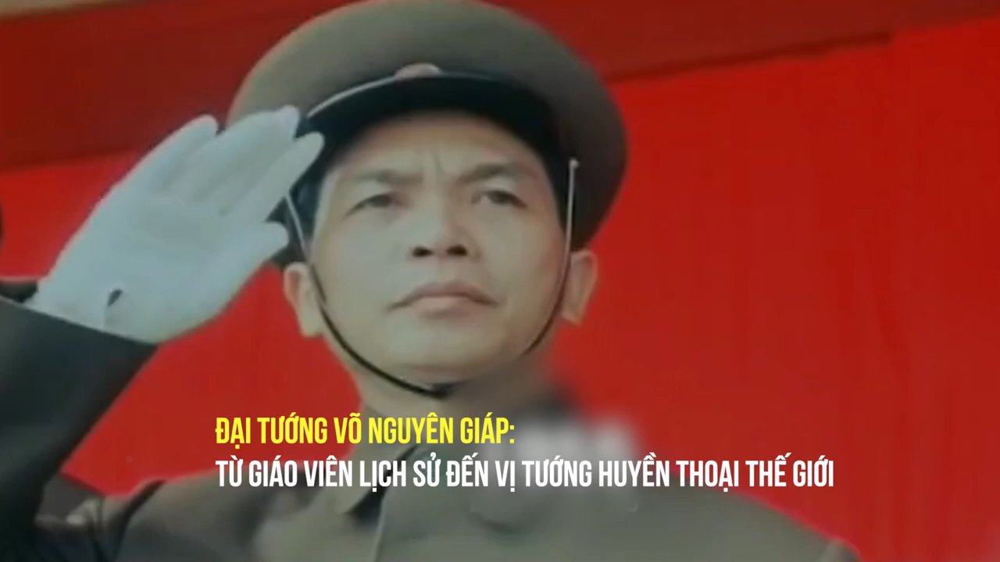 ĐẠI TƯỚNG VÕ NGUYÊN GIÁP:
TỪ GIÁO VIÊN LỊCH SỬ ĐẾN VỊ TƯỚNG HUYỀN THOẠI THẾ GIỚI